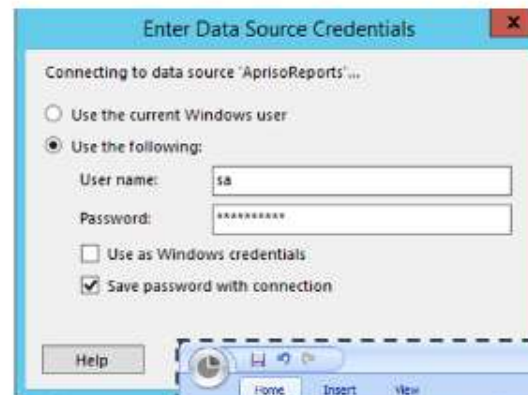 Enter Data Source Credentials
x
Connecting to data source 'AprisoReports'...
Use the current Windows user
Use the following:
User name: sa
Password: **********
Use as Windows credentials
Save password with connection
Help
Home Insert View